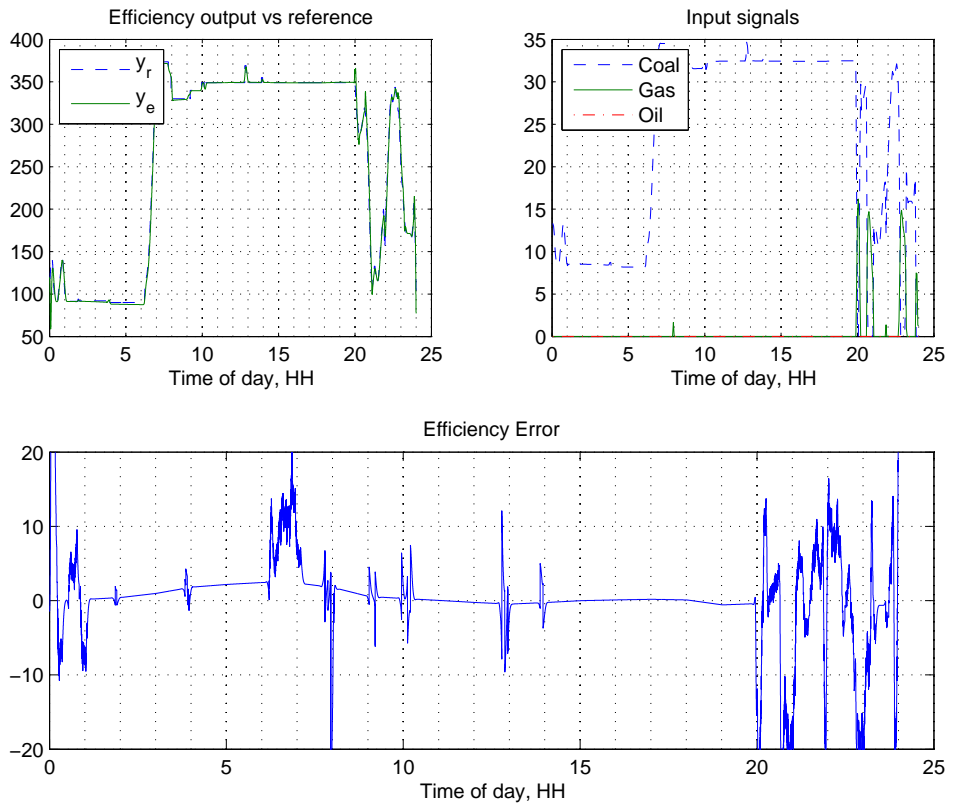 Efficiency output vs reference
400
350
300
250
200
150
100
50
0 5 10 15 20 25
Time of day, HH
y_r
y_e
Input signals
35
30
25
20
15
10
5
0
0 5 10 15 20 25
Time of day, HH
Coal
Gas
Oil
Efficiency Error
20
10
0
−10
−20
0 5 10 15 20 25
Time of day, HH